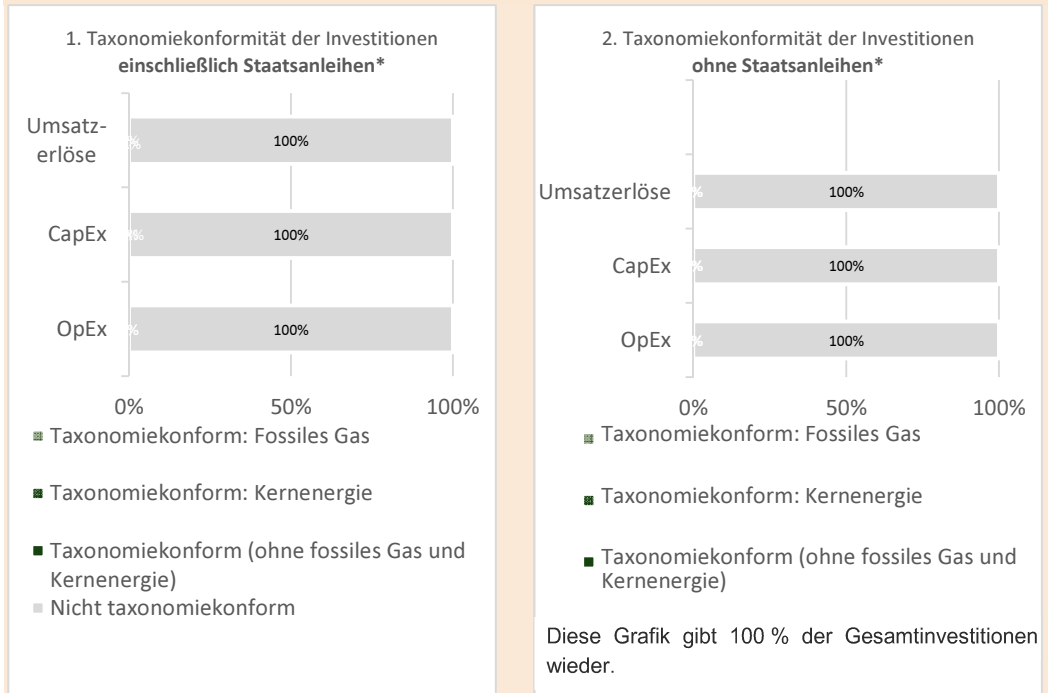 1. Taxonomiekonformität der Investitionen
einschließlich Staatsanleihen*
Umsatz-
erlöse
100%
CapEx
100%
OpEx
100%
0% 50% 100%
Taxonomiekonform: Fossiles Gas
Taxonomiekonform: Kernenergie
Taxonomiekonform (ohne fossiles Gas und
Kernenergie)
Nicht taxonomiekonform
2. Taxonomiekonformität der Investitionen
ohne Staatsanleihen*
Umsatzerlöse
100%
CapEx
100%
OpEx
100%
0% 50% 100%
Taxonomiekonform: Fossiles Gas
Taxonomiekonform: Kernenergie
Taxonomiekonform (ohne fossiles Gas und
Kernenergie)
Diese Grafik gibt 100 % der Gesamtinvestitionen
wieder.